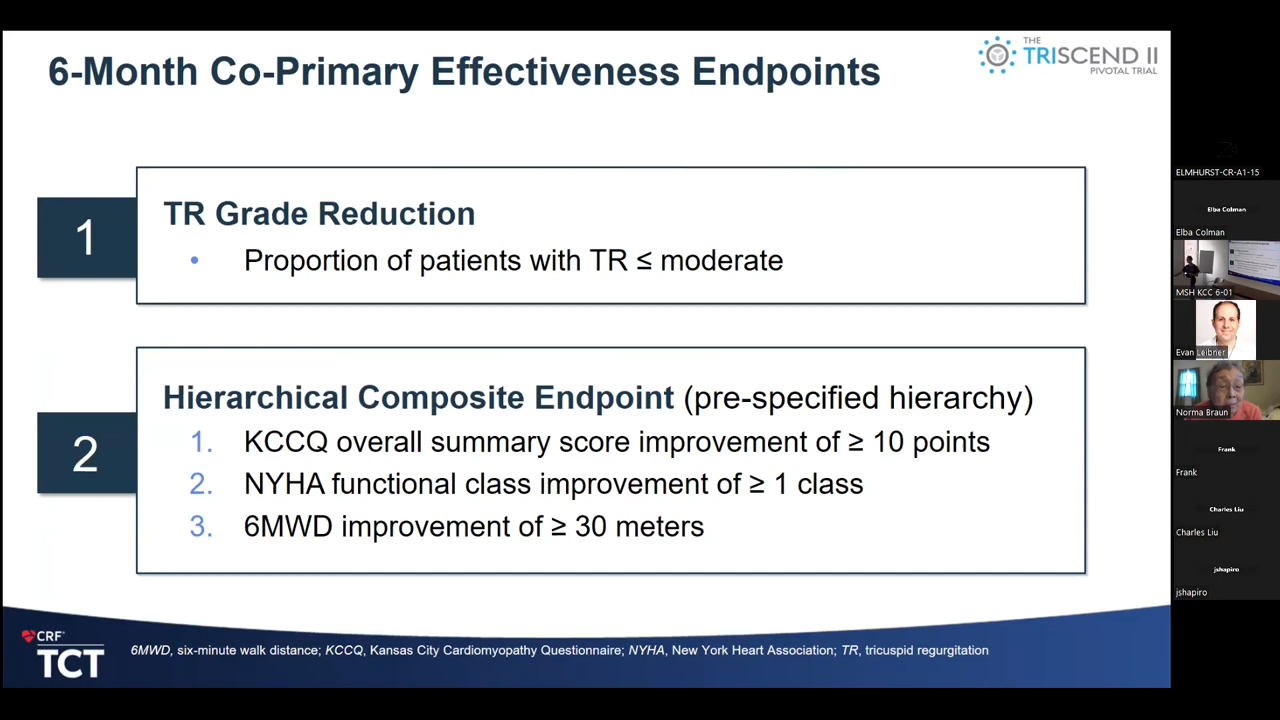 6-Month Co-Primary Effectiveness Endpoints
THE
TRISCEND II
PIVOTAL TRIAL
1
TR Grade Reduction
• Proportion of patients with TR ≤ moderate
2
Hierarchical Composite Endpoint (pre-specified hierarchy)
1. KCCQ overall summary score improvement of ≥ 10 points
2. NYHA functional class improvement of ≥ 1 class
3. 6MWD improvement of ≥ 30 meters
CRF
TCT
6MWD, six-minute walk distance; KCCQ, Kansas City Cardiomyopathy Questionnaire; NYHA, New York Heart Association; TR, tricuspid regurgitation
ELMHURST-CR-A1-15
Elba Colman
Elba Colman
MSH KCC 6-01
Evan Leibner
Norma Braun
Frank
Frank
Charles Liu
Charles Liu
jshapiro
jshapiro